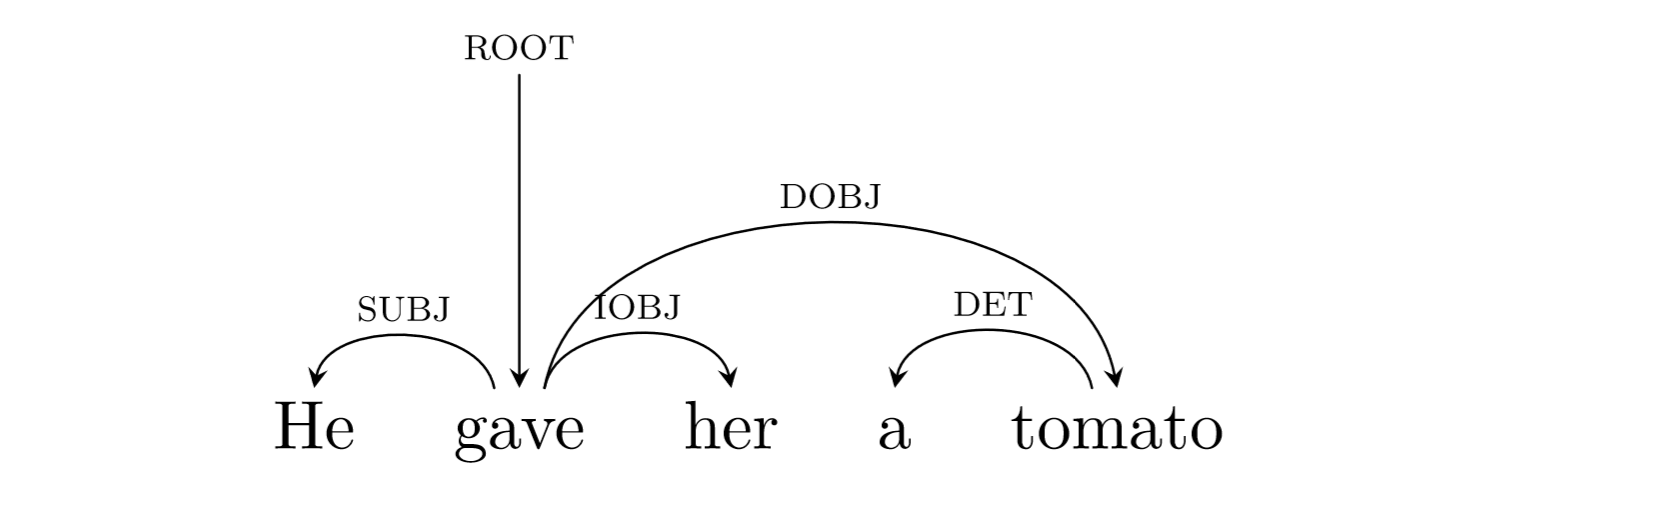 ROOT
DOBJ
SUBJ IOBJ DET
He gave her a tomato